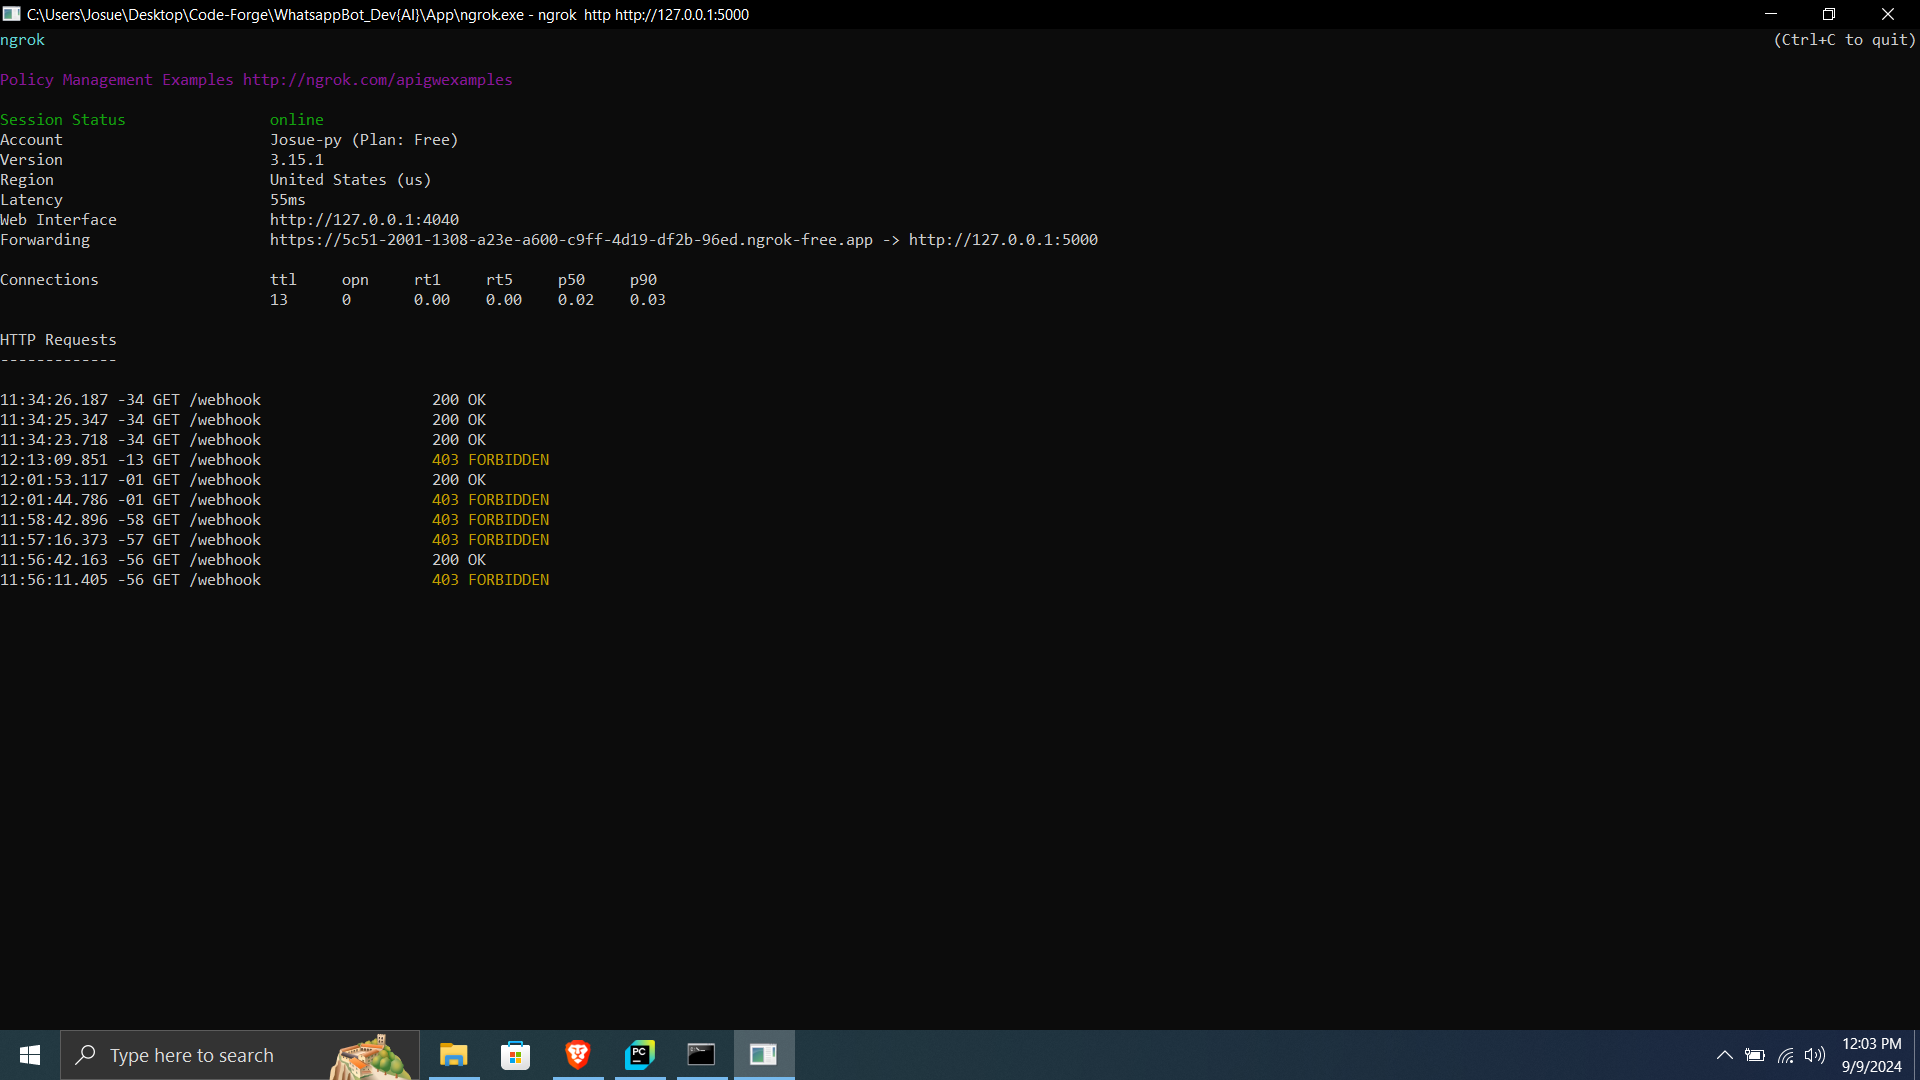 C:\Users\Josue\Desktop\Code-Forge\WhatsappBot_Dev{AI}\App\ngrok.exe - ngrok  http http://127.0.0.1:5000
ngrok (Ctrl+C to quit)
Policy Management Examples http://ngrok.com/apigwexamples
Session Status online
Account Josue-py (Plan: Free)
Version 3.15.1
Region United States (us)
Latency 55ms
Web Interface http://127.0.0.1:4040
Forwarding https://5c51-2001-1308-a23e-a600-c9ff-4d19-df2b-96ed.ngrok-free.app -> http://127.0.0.1:5000
Connections ttl opn rt1 rt5 p50 p90
13 0 0.00 0.00 0.02 0.03
HTTP Requests
-------------
11:34:26.187 -34 GET /webhook 200 OK
11:34:25.347 -34 GET /webhook 200 OK
11:34:23.718 -34 GET /webhook 200 OK
12:13:09.851 -13 GET /webhook 403 FORBIDDEN
12:01:53.117 -01 GET /webhook 200 OK
12:01:44.786 -01 GET /webhook 403 FORBIDDEN
11:58:42.896 -58 GET /webhook 403 FORBIDDEN
11:57:16.373 -57 GET /webhook 403 FORBIDDEN
11:56:42.163 -56 GET /webhook 200 OK
11:56:11.405 -56 GET /webhook 403 FORBIDDEN
Type here to search
PC
12:03 PM
9/9/2024